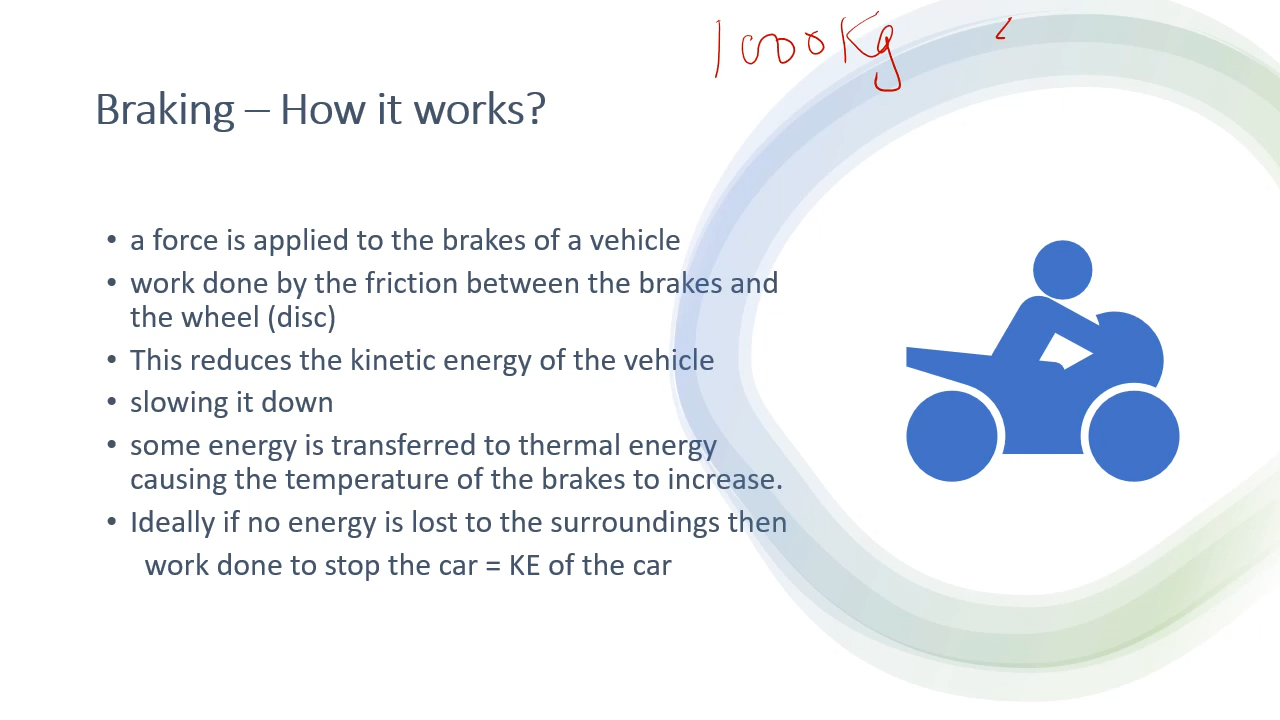 1000Kg
Braking – How it works?
• a force is applied to the brakes of a vehicle
• work done by the friction between the brakes and
the wheel (disc)
• This reduces the kinetic energy of the vehicle
• slowing it down
• some energy is transferred to thermal energy
causing the temperature of the brakes to increase.
• Ideally if no energy is lost to the surroundings then
work done to stop the car = KE of the car